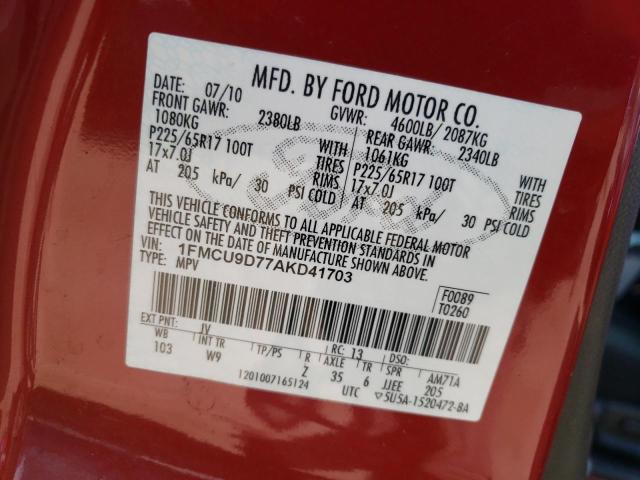 MFD. BY FORD MOTOR CO.
DATE: 07/10 GVWR: 4600LB/ 2087KG
FRONT GAWR: 2380LB REAR GAWR: 2340LB
1080KG WITH 1061KG WITH
P225/65R17 100T TIRES P225/65R17 100T TIRES
17x7.0J RIMS 17x7.0J RIMS
AT 205 kPa/ 30 PSI COLD AT 205 kPa/ 30 PSI COLD
THIS VEHICLE CONFORMS TO ALL APPLICABLE FEDERAL MOTOR
VEHICLE SAFETY AND THEFT PREVENTION STANDARDS IN
EFFECT ON THE DATE OF MANUFACTURE SHOWN ABOVE.
VIN: 1FMCU9D77AKD41703
TYPE: MPV
F0089
T0260
EXT PNT: JV RC: 13 DSO:
WB INT TR TP/PS R AXLE TR SPR AM71A
103 W9 Z 35 6 JJEE 205
1201007165124 UTC 5U5A-1520472-BA
Ford